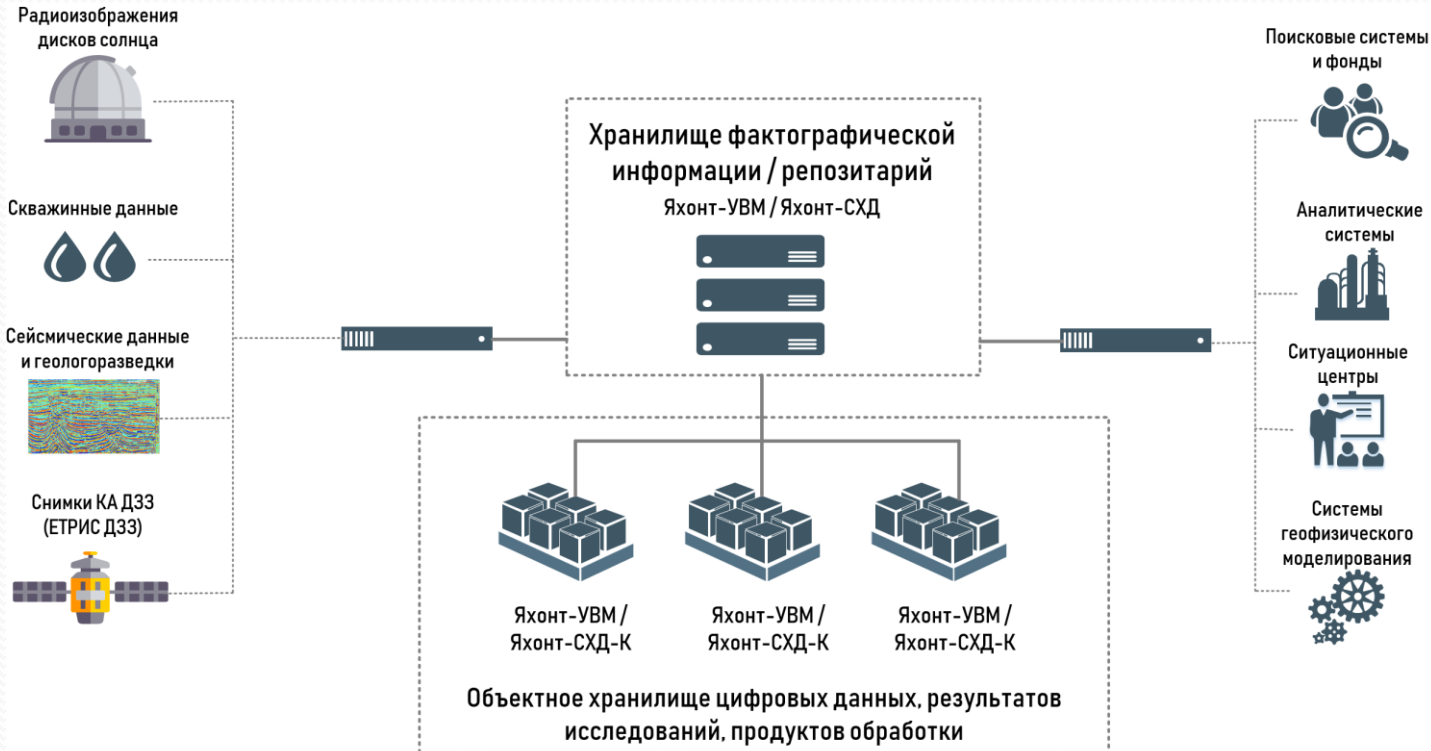 Радиоизображения
дисков солнца
Скважинные данные
Сейсмические данные
и геологоразведки
Снимки КА ДЗЗ
(ЕТРИС ДЗЗ)
Хранилище фактографической
информации / репозитарий
Яхонт-УВМ / Яхонт-СХД
Яхонт-УВМ /
Яхонт-СХД-К
Яхонт-УВМ /
Яхонт-СХД-К
Яхонт-УВМ /
Яхонт-СХД-К
Объектное хранилище цифровых данных, результатов
исследований, продуктов обработки
Поисковые системы
и фонды
Аналитические
системы
Ситуационные
центры
Системы
геофизического
моделирования